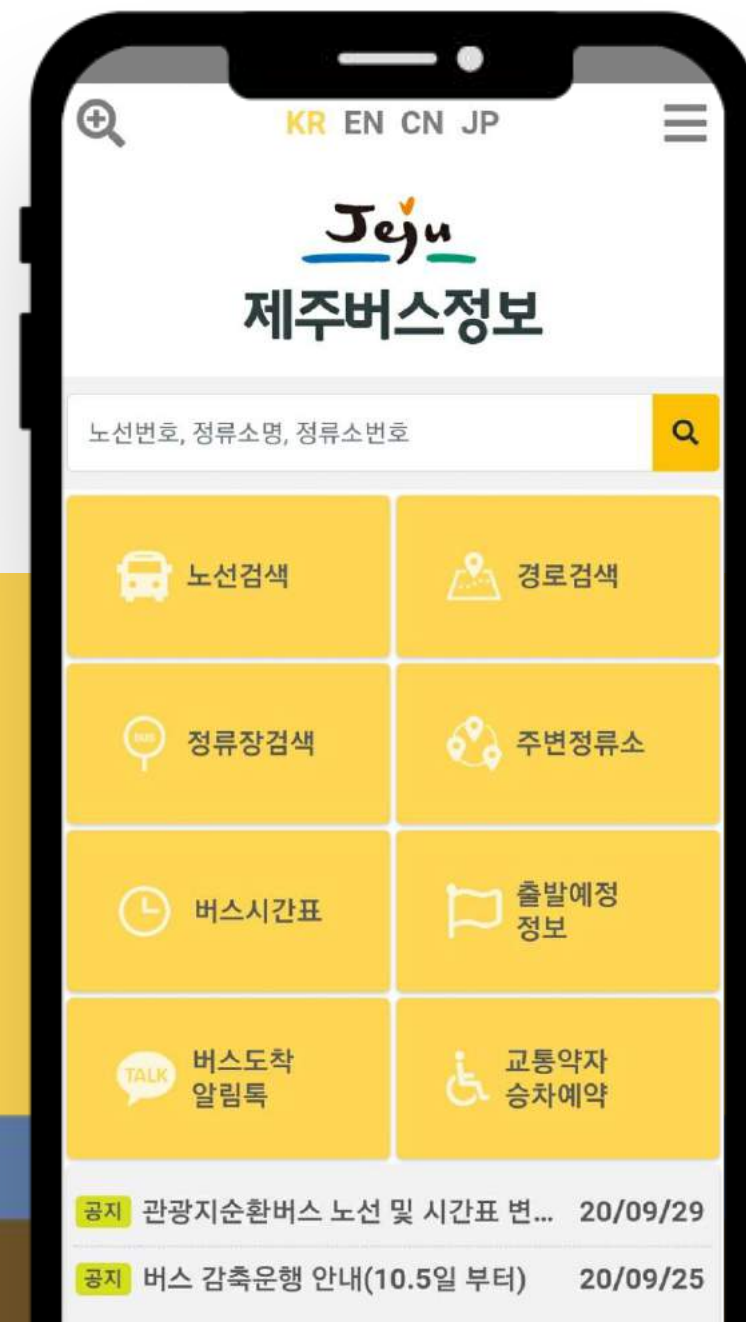 KR EN CN JP
Jeju
제주버스정보
노선번호, 정류소명, 정류소번호
노선검색
경로검색
BUS
정류장검색
주변정류소
버스시간표
출발예정
정보
TALK
버스도착
알림톡
교통약자
승차예약
공지 관광지순환버스 노선 및 시간표 변... 20/09/29
공지 버스 감축운행 안내(10.5일 부터) 20/09/25